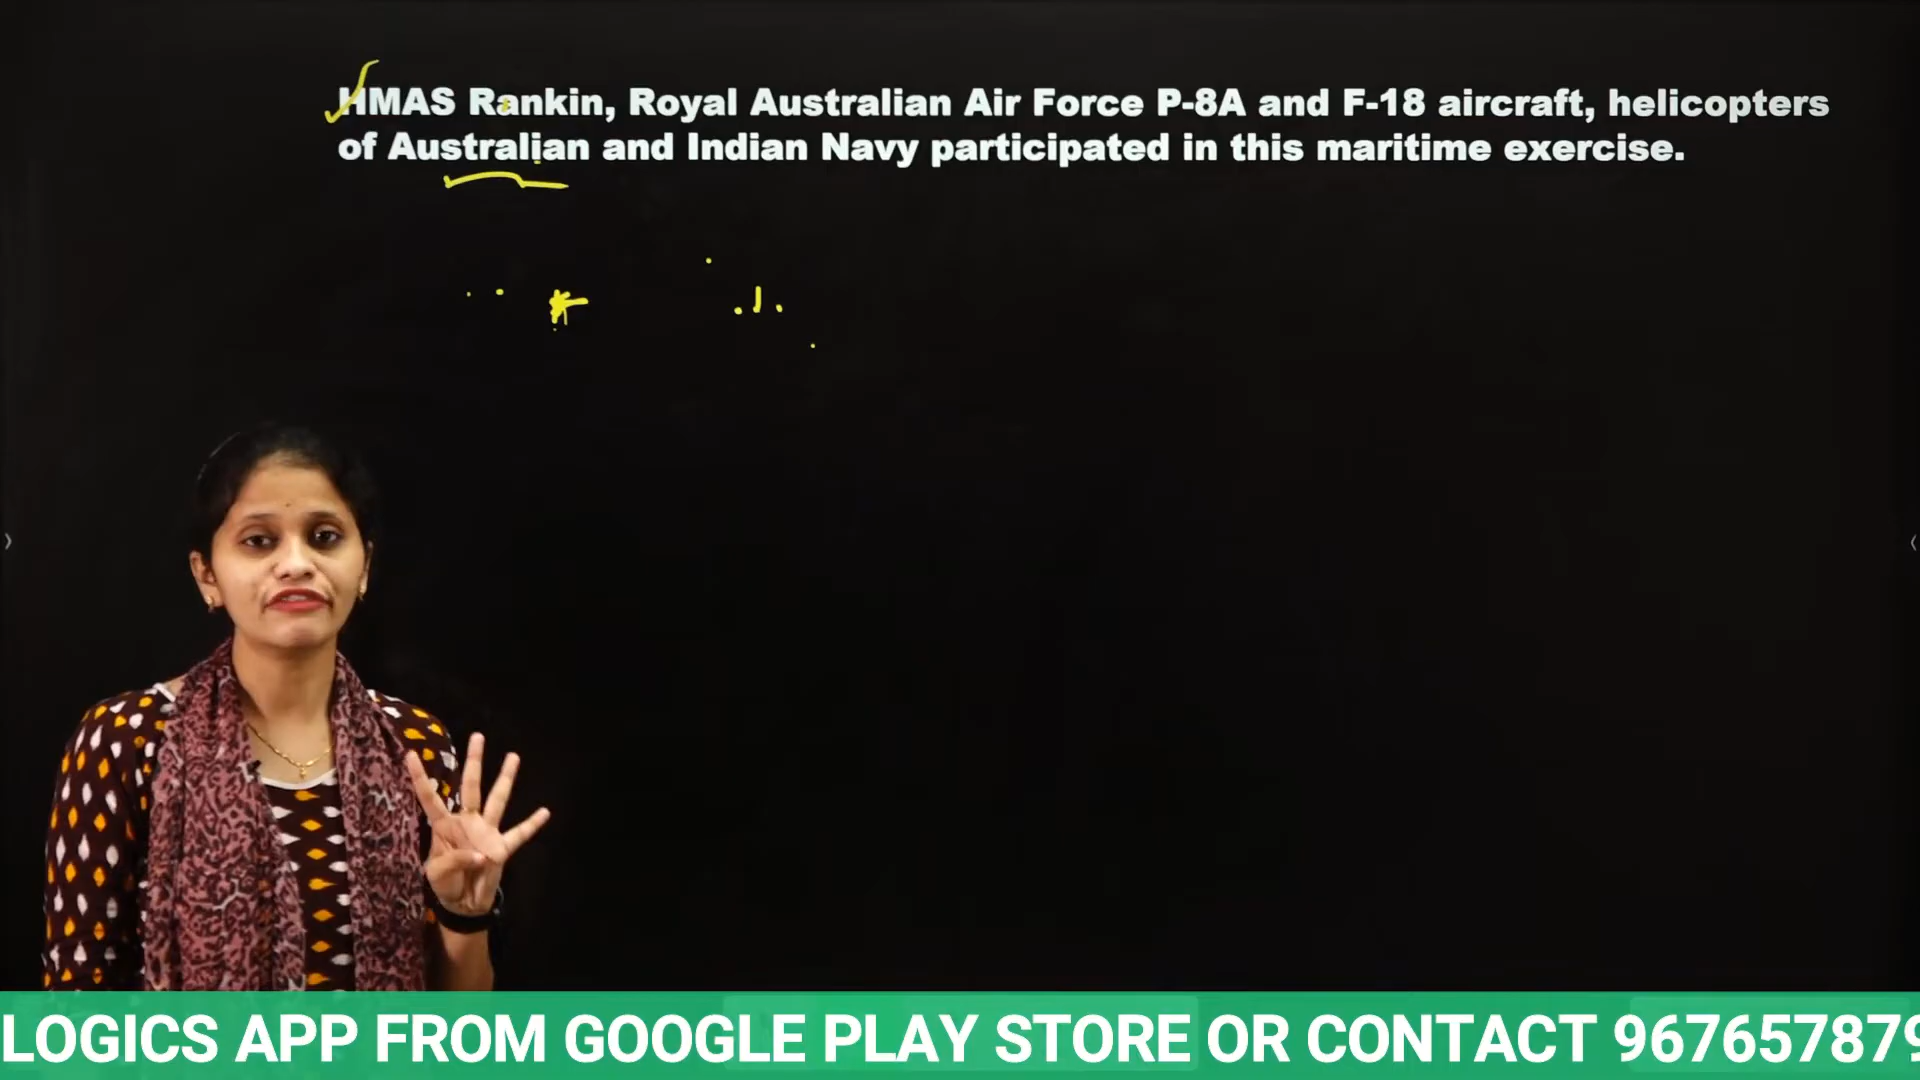 HMAS Rankin, Royal Australian Air Force P-8A and F-18 aircraft, helicopters
of Australian and Indian Navy participated in this maritime exercise.
LOGICS APP FROM GOOGLE PLAY STORE OR CONTACT 967657879